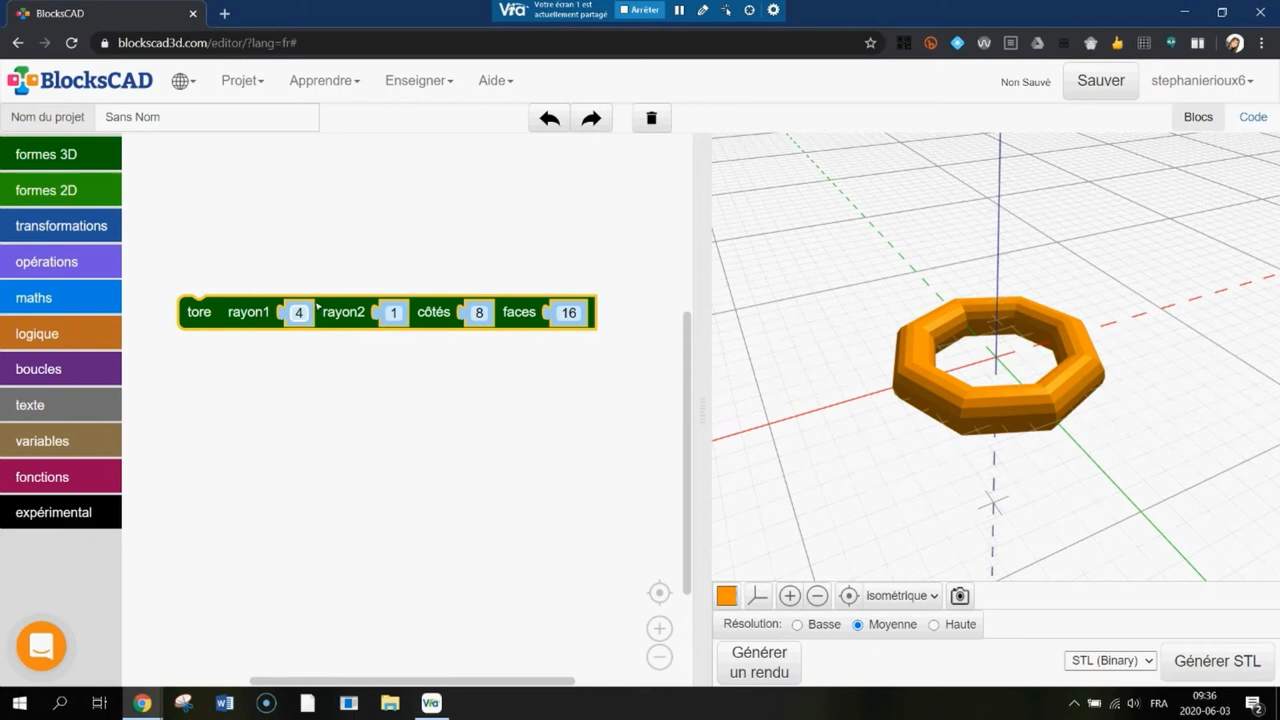 BlocksCAD
Vra
Votre écran 1 est
actuellement partagé
Arrêter
blockscad3d.com/editor/?lang=fr#
BlocksCAD
Projet
Apprendre
Enseigner
Aide
Non Sauvé
Sauver
stephanierioux6
Nom du projet
Sans Nom
Blocs
Code
formes 3D
formes 2D
transformations
opérations
maths
logique
boucles
texte
variables
fonctions
expérimental
tore rayon1 4 rayon2 1 côtés 8 faces 16
isométrique
Résolution: Basse Moyenne Haute
Générer
un rendu
STL (Binary)
Générer STL
FRA
09:36
2020-06-03
2